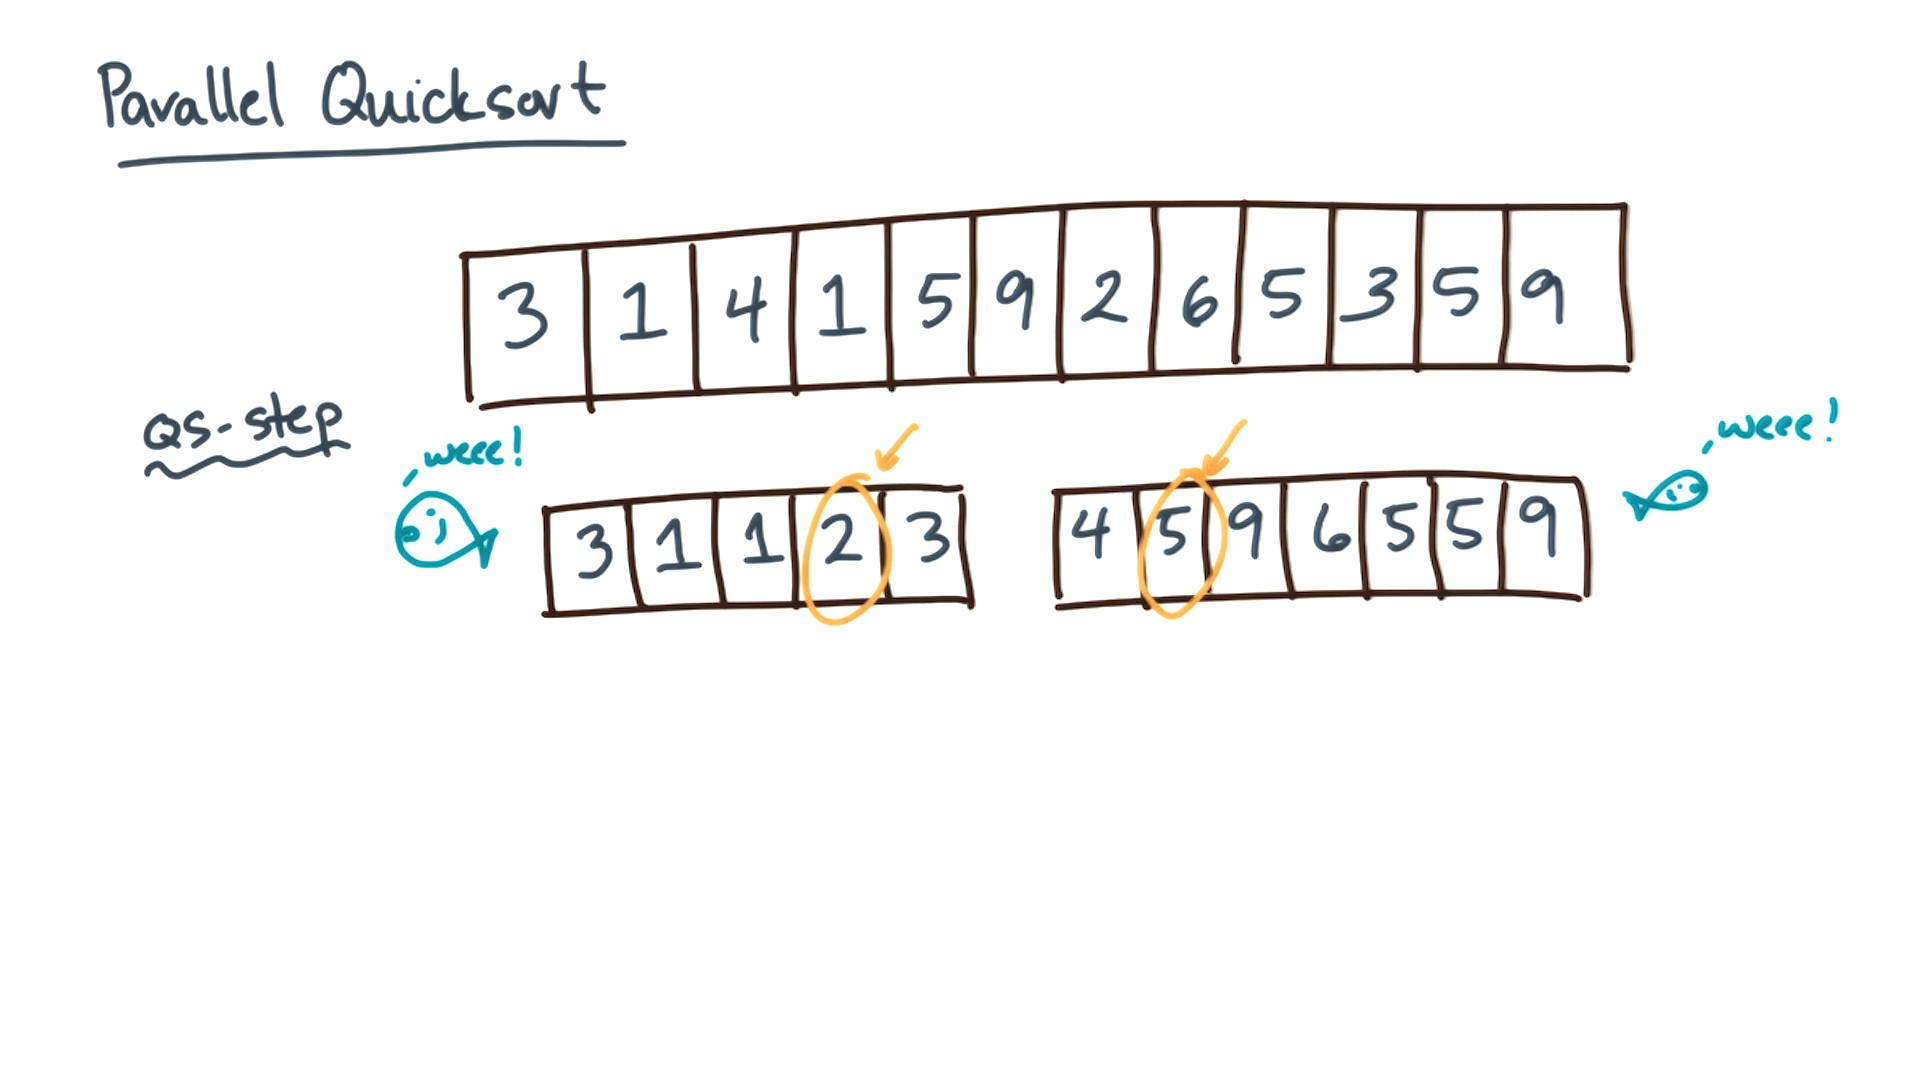 Parallel Quicksort
3 1 4 1 5 9 2 6 5 3 5 9
QS-step
weee!
weee!
3 1 1 2 3
4 5 9 6 5 5 9